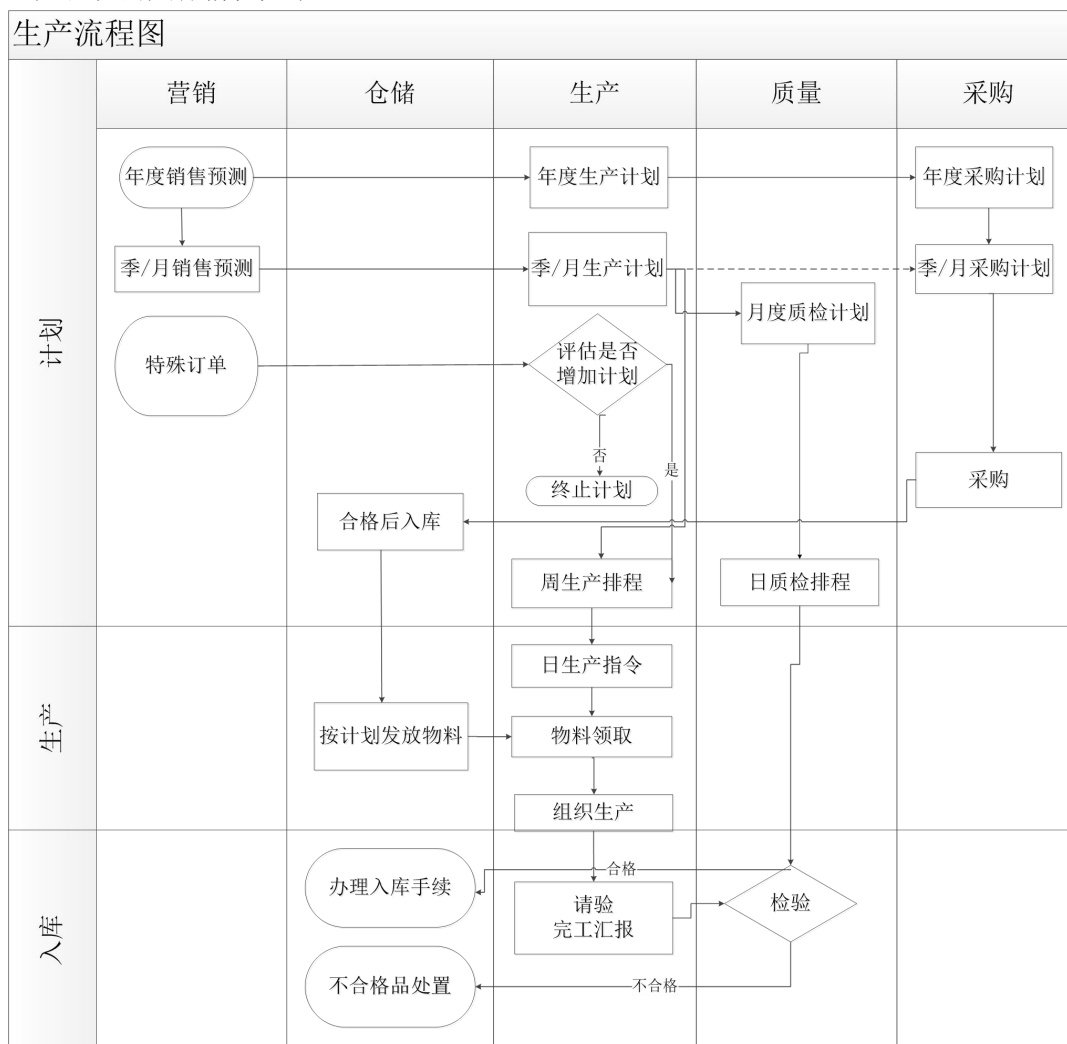 生产流程图
营销
仓储
生产
质量
采购
计划
年度销售预测
年度生产计划
年度采购计划
季/月销售预测
季/月生产计划
季/月采购计划
月度质检计划
特殊订单
评估是否
增加计划
否
是
终止计划
采购
合格后入库
周生产排程
日质检排程
生产
日生产指令
按计划发放物料
物料领取
组织生产
入库
合格
办理入库手续
请验
完工汇报
检验
不合格品处置
不合格